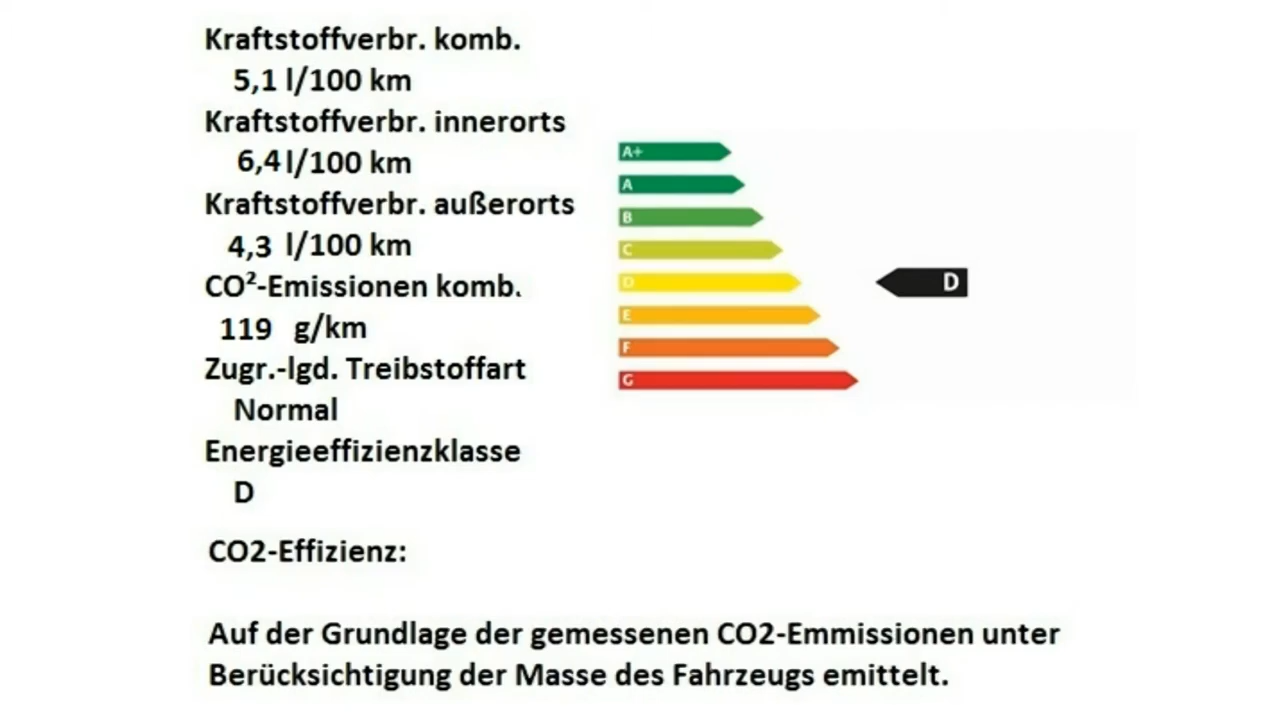 Kraftstoffverbr. komb.
5,1 l/100 km
Kraftstoffverbr. innerorts
6,4 l/100 km
Kraftstoffverbr. außerorts
4,3 l/100 km
CO²-Emissionen komb.
119 g/km
Zugr.-lgd. Treibstoffart
Normal
Energieeffizienzklasse
D
A+
A
B
C
D
D
E
F
G
CO2-Effizienz:
Auf der Grundlage der gemessenen CO2-Emmissionen unter
Berücksichtigung der Masse des Fahrzeugs emittelt.